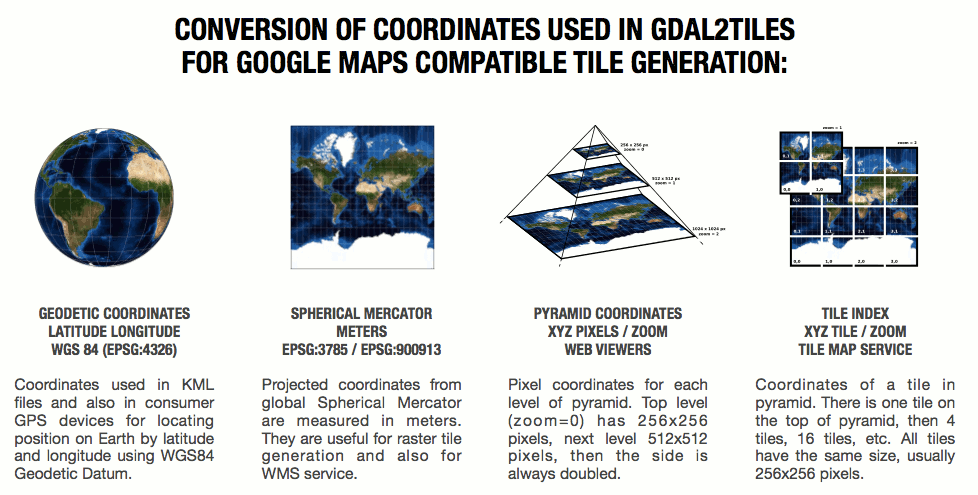 CONVERSION OF COORDINATES USED IN GDAL2TILES
FOR GOOGLE MAPS COMPATIBLE TILE GENERATION:
256 x 256 px
zoom = 0
512 x 512 px
zoom = 1
1024 x 1024 px
zoom = 2
zoom = 1
zoom = 2
0,1
1,1
2,3
3,3
0,0
1,0
0,2
1,2
2,2
3,2
0,1
1,1
2,1
3,1
0,0
1,0
2,0
3,0
GEODETIC COORDINATES
LATITUDE LONGITUDE
WGS 84 (EPSG:4326)
Coordinates used in KML
files and also in consumer
GPS devices for locating
position on Earth by latitude
and longitude using WGS84
Geodetic Datum.
SPHERICAL MERCATOR
METERS
EPSG:3785 / EPSG:900913
Projected coordinates from
global Spherical Mercator
are measured in meters.
They are useful for raster tile
generation and also for
WMS service.
PYRAMID COORDINATES
XYZ PIXELS / ZOOM
WEB VIEWERS
Pixel coordinates for each
level of pyramid. Top level
(zoom=0) has 256x256
pixels, next level 512x512
pixels, then the side is
always doubled.
TILE INDEX
XYZ TILE / ZOOM
TILE MAP SERVICE
Coordinates of a tile in
pyramid. There is one tile on
the top of pyramid, then 4
tiles, 16 tiles, etc. All tiles
have the same size, usually
256x256 pixels.